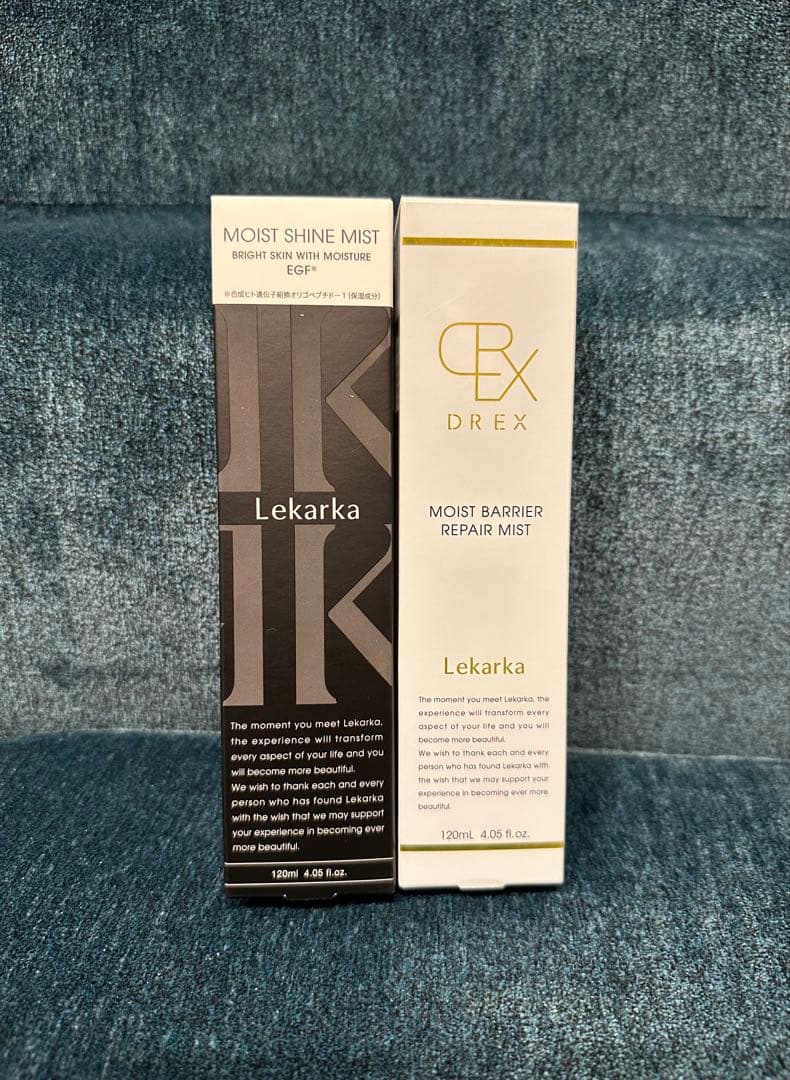 MOIST SHINE MIST
BRIGHT SKIN WITH MOISTURE
EGF※
※合成ヒト遺伝子組換オリゴペプチド−1(保湿成分)
Lekarka
The moment you meet Lekarka,
the experience will transform
every aspect of your life and you
will become more beautiful.
We wish to thank each and every
person who has found Lekarka
with the wish that we may support
your experience in becoming ever
more beautiful.
120ml 4.05 fl.oz.
DREX
DREX
MOIST BARRIER
REPAIR MIST
Lekarka
The moment you meet Lekarka, the
experience will transform every
aspect of your life and you will
become more beautiful.
We wish to thank each and every
person who has found Lekarka with
the wish that we may support your
experience in becoming ever more
beautiful.
120mL 4.05 fl.oz.